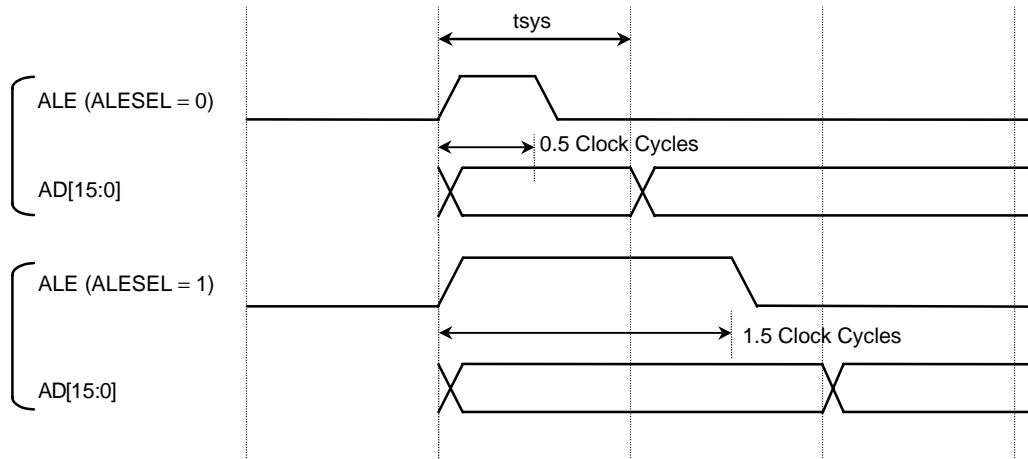 tsys
ALE (ALESEL = 0)
0.5 Clock Cycles
AD[15:0]
ALE (ALESEL = 1)
1.5 Clock Cycles
AD[15:0]